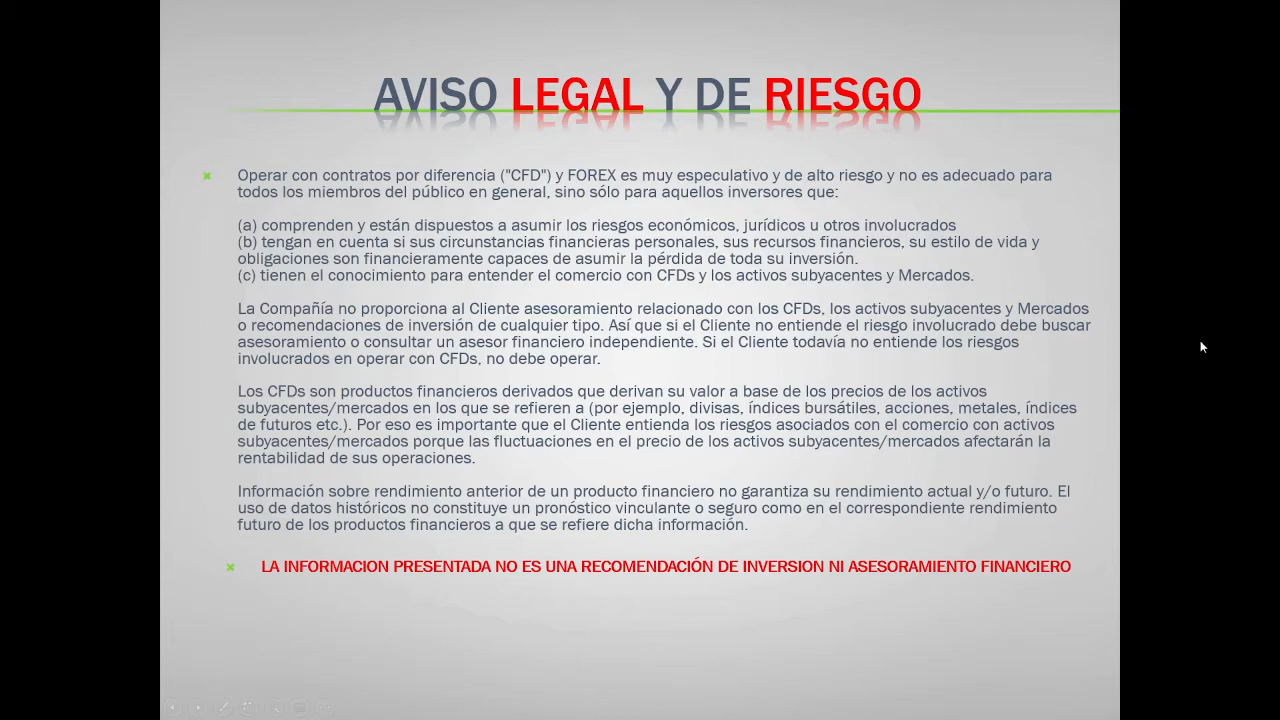 AVISO LEGAL Y DE RIESGO
Operar con contratos por diferencia ("CFD") y FOREX es muy especulativo y de alto riesgo y no es adecuado para
todos los miembros del público en general, sino sólo para aquellos inversores que:
(a) comprenden y están dispuestos a asumir los riesgos económicos, jurídicos u otros involucrados
(b) tengan en cuenta si sus circunstancias financieras personales, sus recursos financieros, su estilo de vida y
obligaciones son financieramente capaces de asumir la pérdida de toda su inversión.
(c) tienen el conocimiento para entender el comercio con CFDs y los activos subyacentes y Mercados.
La Compañía no proporciona al Cliente asesoramiento relacionado con los CFDs, los activos subyacentes y Mercados
o recomendaciones de inversión de cualquier tipo. Así que si el Cliente no entiende el riesgo involucrado debe buscar
asesoramiento o consultar un asesor financiero independiente. Si el Cliente todavía no entiende los riesgos
involucrados en operar con CFDs, no debe operar.
Los CFDs son productos financieros derivados que derivan su valor a base de los precios de los activos
subyacentes/mercados en los que se refieren a (por ejemplo, divisas, índices bursátiles, acciones, metales, índices
de futuros etc.). Por eso es importante que el Cliente entienda los riesgos asociados con el comercio con activos
subyacentes/mercados porque las fluctuaciones en el precio de los activos subyacentes/mercados afectarán la
rentabilidad de sus operaciones.
Información sobre rendimiento anterior de un producto financiero no garantiza su rendimiento actual y/o futuro. El
uso de datos históricos no constituye un pronóstico vinculante o seguro como en el correspondiente rendimiento
futuro de los productos financieros a que se refiere dicha información.
LA INFORMACION PRESENTADA NO ES UNA RECOMENDACIÓN DE INVERSION NI ASESORAMIENTO FINANCIERO